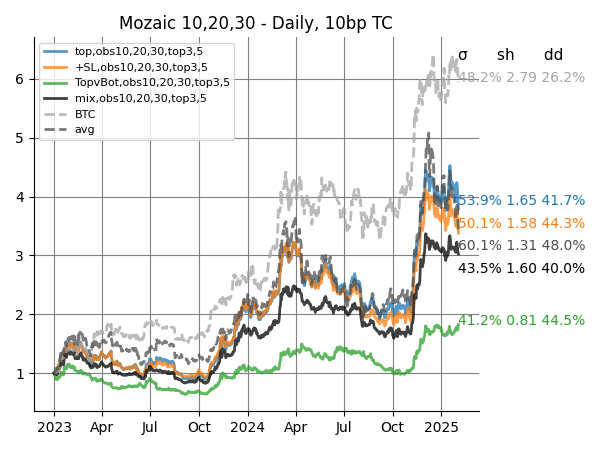 Mozaic 10,20,30 - Daily, 10bp TC
top,obs10,20,30,top3,5
+SL,obs10,20,30,top3,5
TopvBot,obs10,20,30,top3,5
mix,obs10,20,30,top3,5
BTC
avg
σ sh dd
48.2% 2.79 26.2%
53.9% 1.65 41.7%
50.1% 1.58 44.3%
60.1% 1.31 48.0%
43.5% 1.60 40.0%
41.2% 0.81 44.5%
6
5
4
3
2
1
2023 Apr Jul Oct 2024 Apr Jul Oct 2025